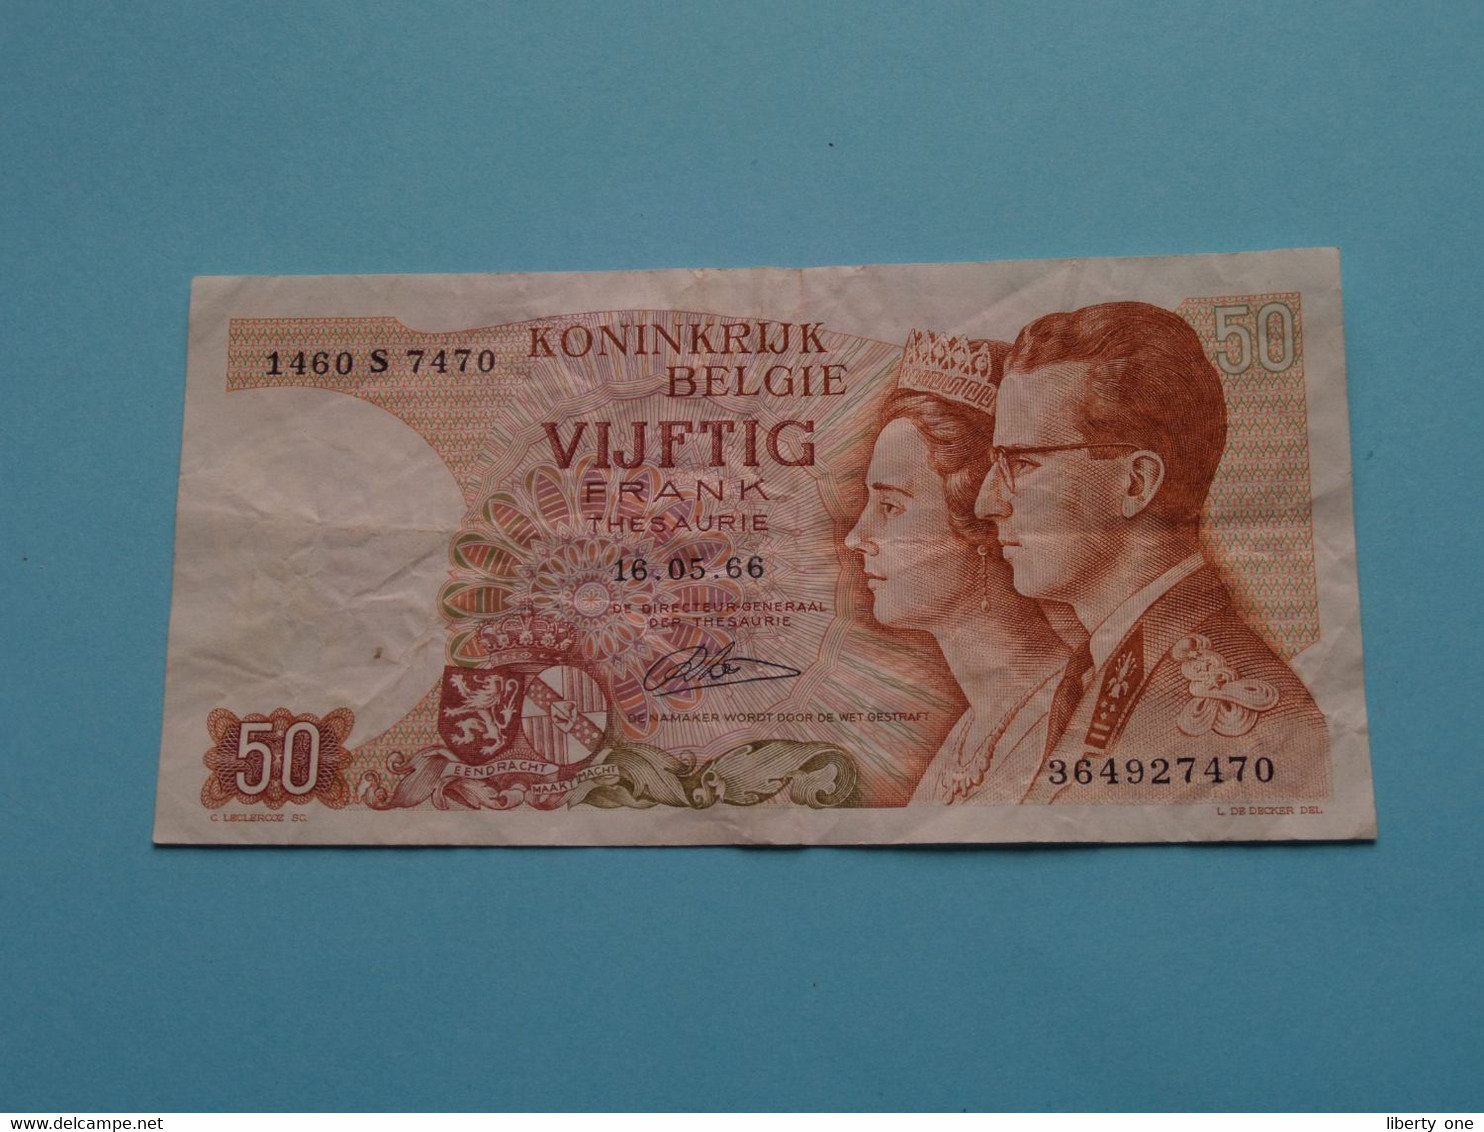 1460 S 7470
KONINKRIJK
BELGIE
50
VIJFTIG
FRANK
THESAURIE
16.05.66
DE DIRECTEUR-GENERAAL
DER THESAURIE
DE NAMAKER WORDT DOOR DE WET GESTRAFT
50
EENDRACHT
MAAKT MACHT
364927470
C. LECLERCQZ SC.
L. DE DECKER DEL.
www.delcampe.net
liberty one